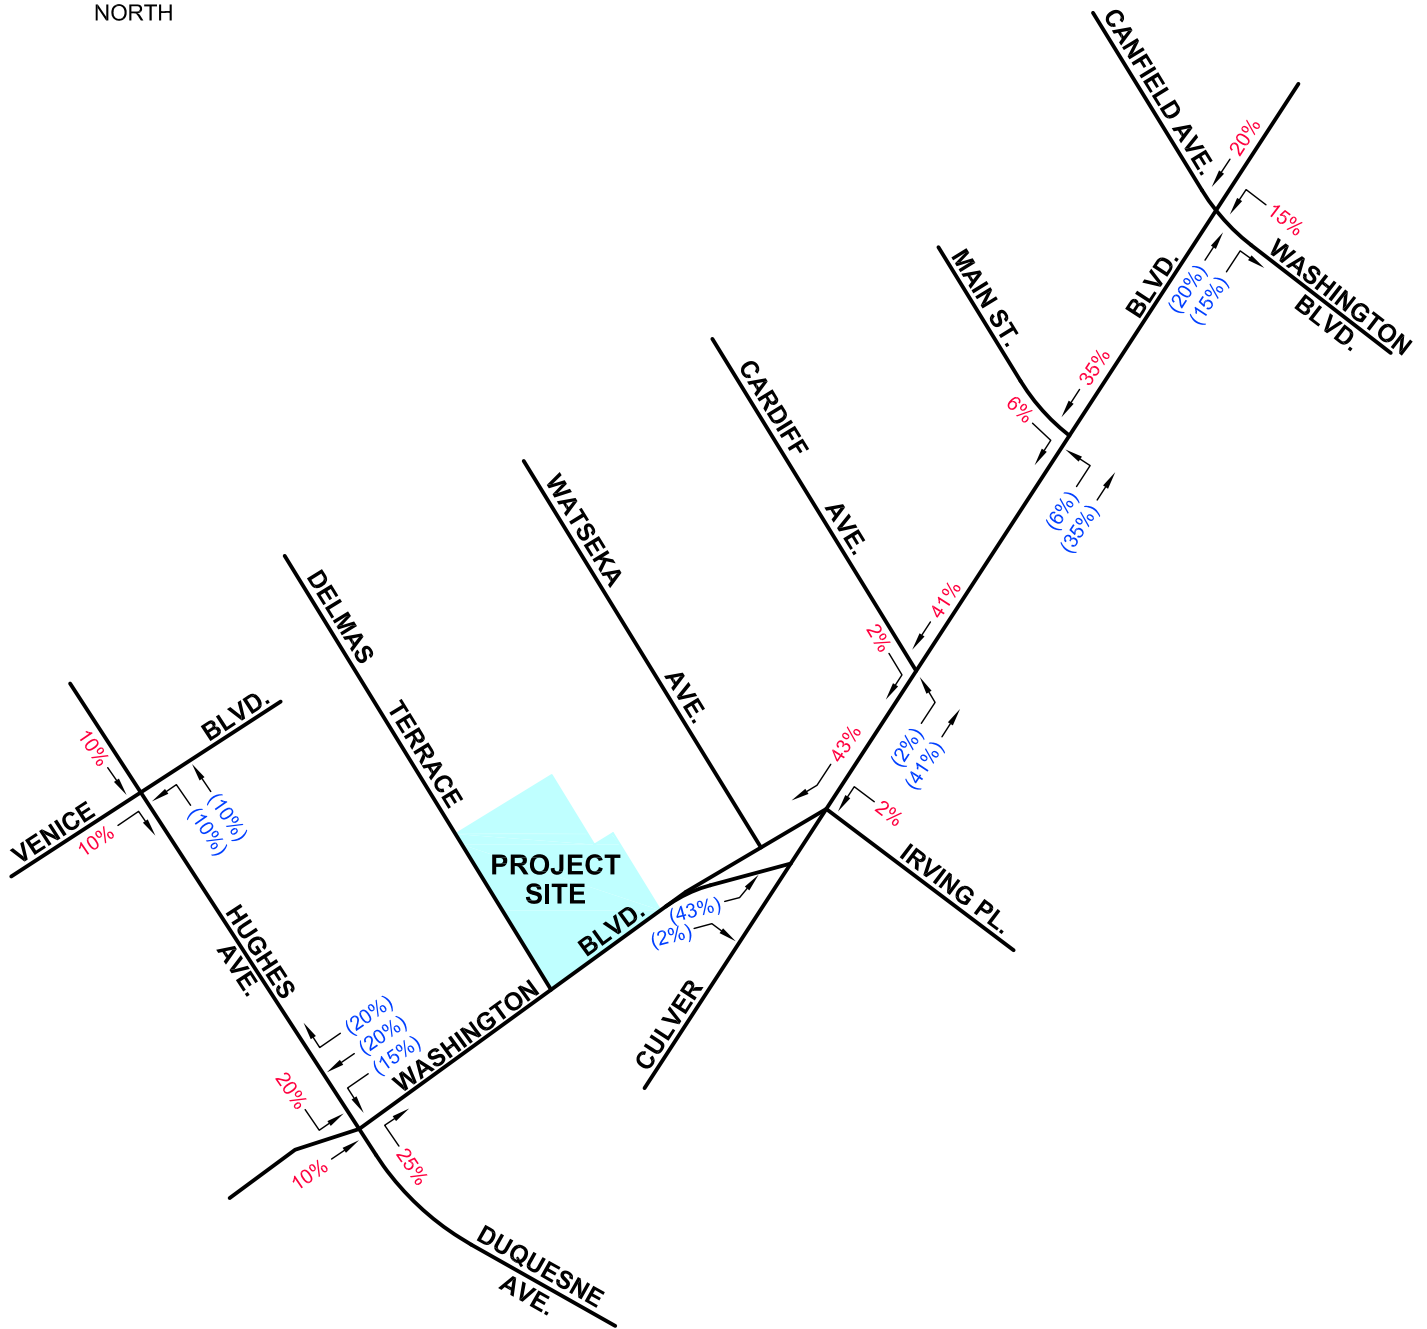 NORTH
CANFIELD AVE.
20%
15%
WASHINGTON
BLVD.
BLVD.
(20%)
(15%)
MAIN ST.
35%
6%
(6%)
(35%)
CARDIFF
AVE.
41%
2%
(2%)
(41%)
WATSEKA
AVE.
43%
2%
IRVING PL.
DELMAS
TERRACE
BLVD.
VENICE
10%
10%
(10%)
(10%)
PROJECT
SITE
BLVD.
(43%)
(2%)
HUGHES
AVE.
WASHINGTON
CULVER
(20%)
(20%)
(15%)
20%
10%
25%
DUQUESNE
AVE.